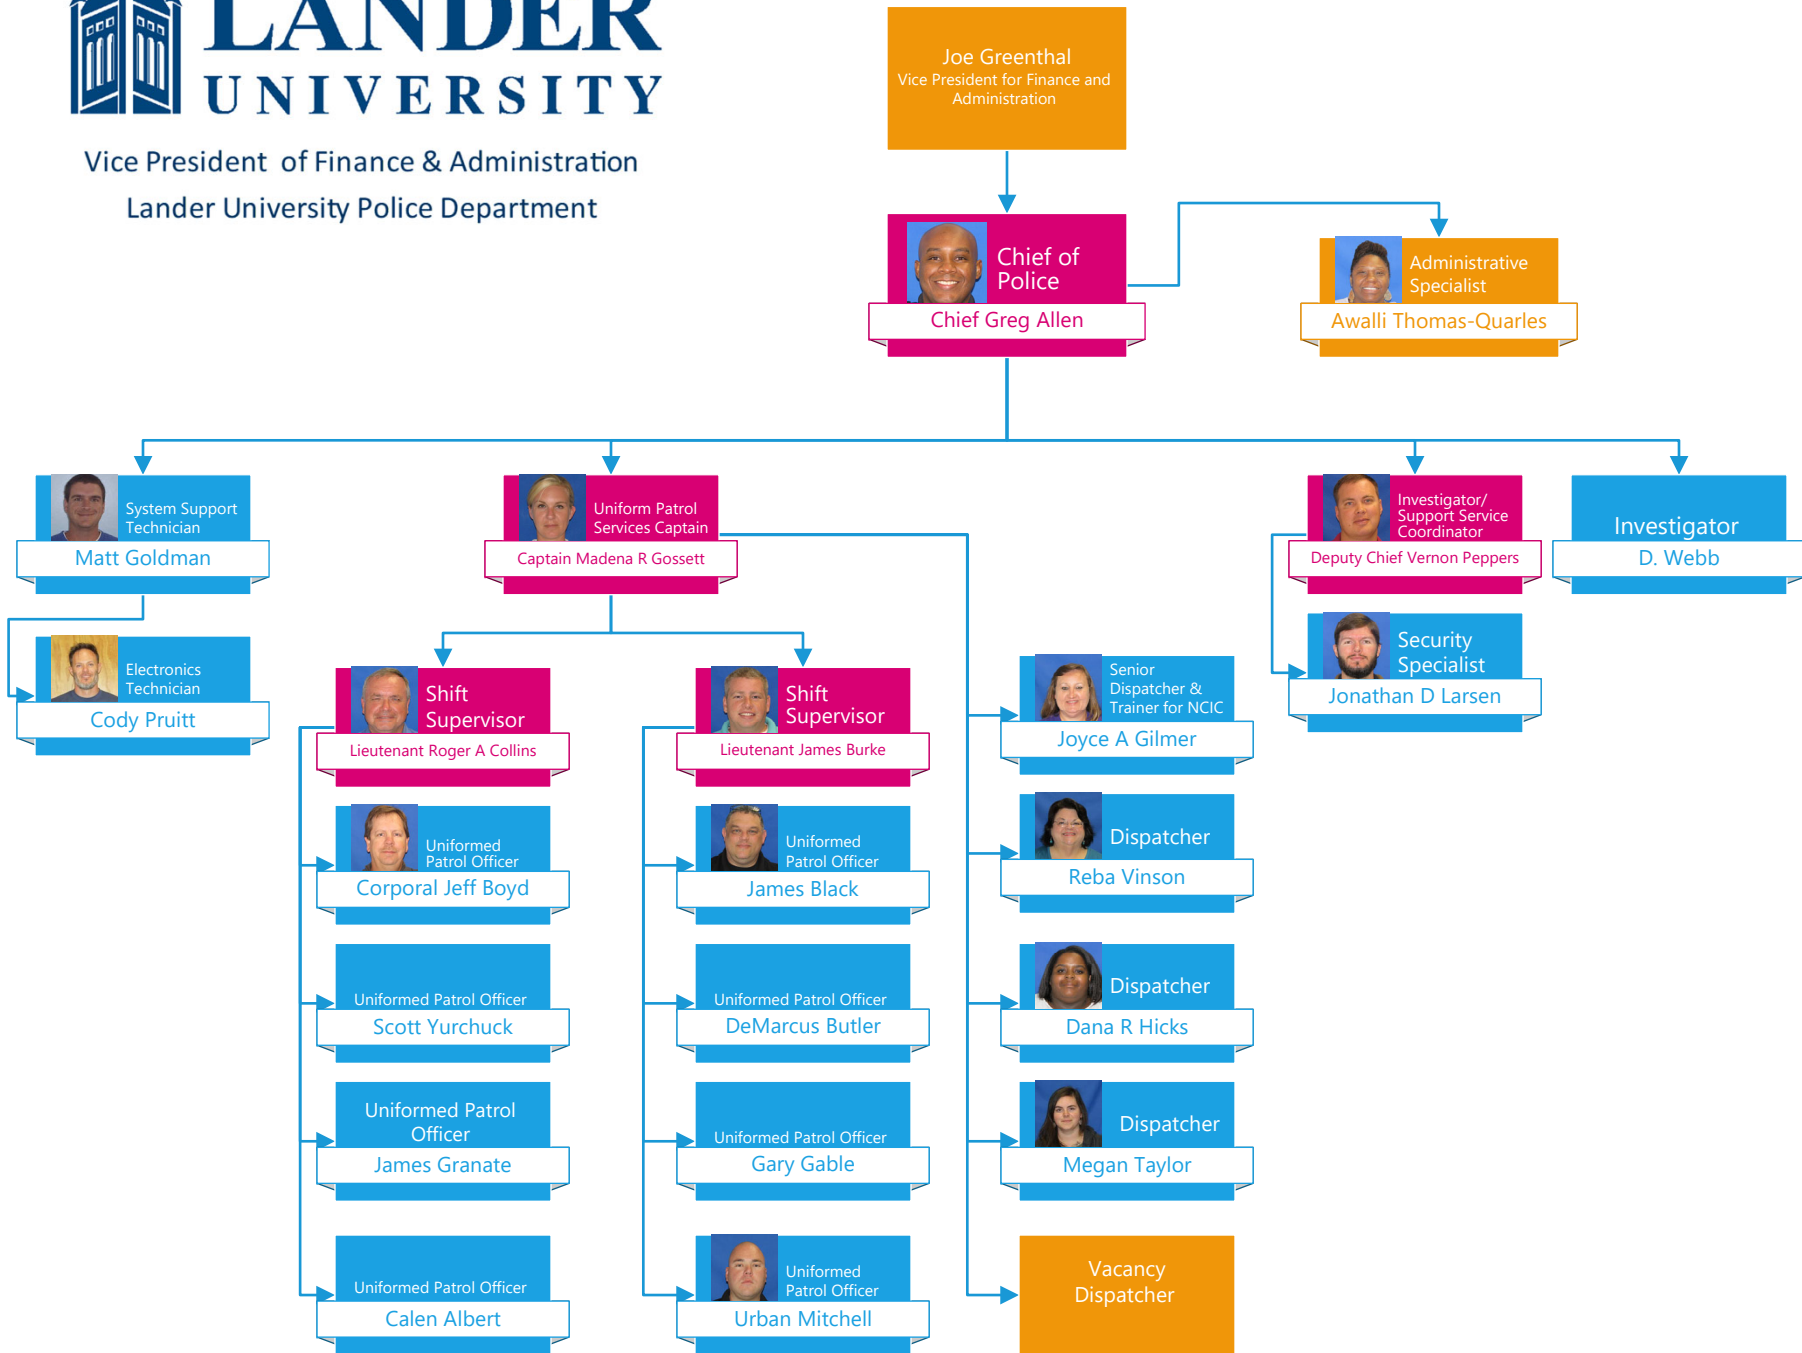 LANDER
UNIVERSITY
Vice President of Finance & Administration
Lander University Police Department
Joe Greenthal
Vice President for Finance and
Administration
Chief of
Police
Chief Greg Allen
Administrative
Specialist
Awalli Thomas-Quarles
System Support
Technician
Matt Goldman
Electronics
Technician
Cody Pruitt
Uniform Patrol
Services Captain
Captain Madena R Gossett
Shift
Supervisor
Lieutenant Roger A Collins
Uniformed
Patrol Officer
Corporal Jeff Boyd
Uniformed Patrol Officer
Scott Yurchuck
Uniformed Patrol
Officer
James Granate
Uniformed Patrol Officer
Calen Albert
Shift
Supervisor
Lieutenant James Burke
Uniformed
Patrol Officer
James Black
Uniformed Patrol Officer
DeMarcus Butler
Uniformed Patrol Officer
Gary Gable
Uniformed
Patrol Officer
Urban Mitchell
Senior
Dispatcher &
Trainer for NCIC
Joyce A Gilmer
Dispatcher
Reba Vinson
Dispatcher
Dana R Hicks
Dispatcher
Megan Taylor
Vacancy
Dispatcher
Investigator/
Support Service
Coordinator
Deputy Chief Vernon Peppers
Security
Specialist
Jonathan D Larsen
Investigator
D. Webb